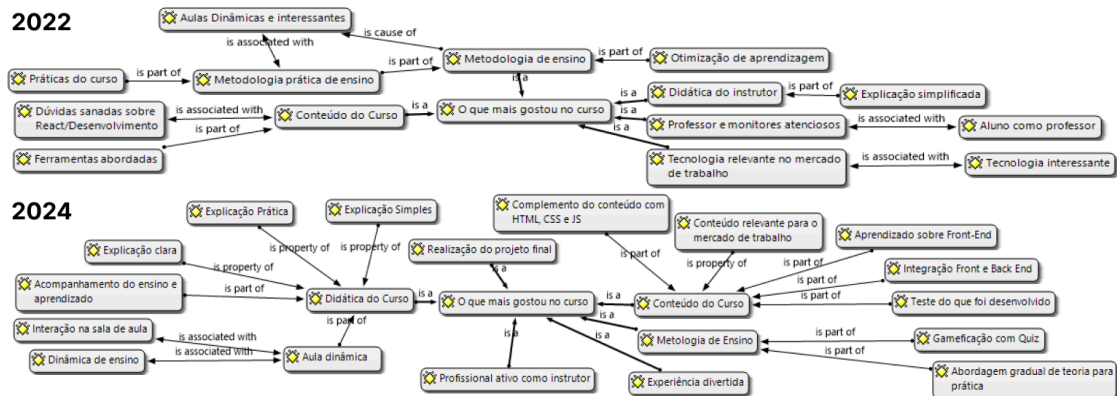 2022
Aulas Dinâmicas e interessantes
is cause of
is associated with
Metodologia de ensino
is part of
Otimização de aprendizagem
Práticas do curso
is part of
Metodologia prática de ensino
is part of
is a
Didática do instrutor
is part of
Explicação simplificada
is a
Dúvidas sanadas sobre
React/Desenvolvimento
is associated with
Conteúdo do Curso
is a
O que mais gostou no curso
is a
Professor e monitores atenciosos
is associated with
Aluno como professor
is part of
is a
Ferramentas abordadas
Tecnologia relevante no mercado
de trabalho
is associated with
Tecnologia interessante
2024
Explicação Prática
Explicação Simples
Complemento do conteúdo com
HTML, CSS e JS
Conteúdo relevante para o
mercado de trabalho
Aprendizado sobre Front-End
Explicação clara
is property of
is property of
Realização do projeto final
is part of
is property of
is part of
Integração Front e Back End
is property of
is a
is part of
Acompanhamento do ensino e
aprendizado
is part of
Didática do Curso
is a
O que mais gostou no curso
is a
Conteúdo do Curso
is part of
Teste do que foi desenvolvido
Interação na sala de aula
is associated with
is part of
is a
is a
is a
Metologia de Ensino
is part of
Gameficação com Quiz
Dinâmica de ensino
is associated with
Aula dinâmica
is part of
Profissional ativo como instrutor
Experiência divertida
Abordagem gradual de teoria para
prática